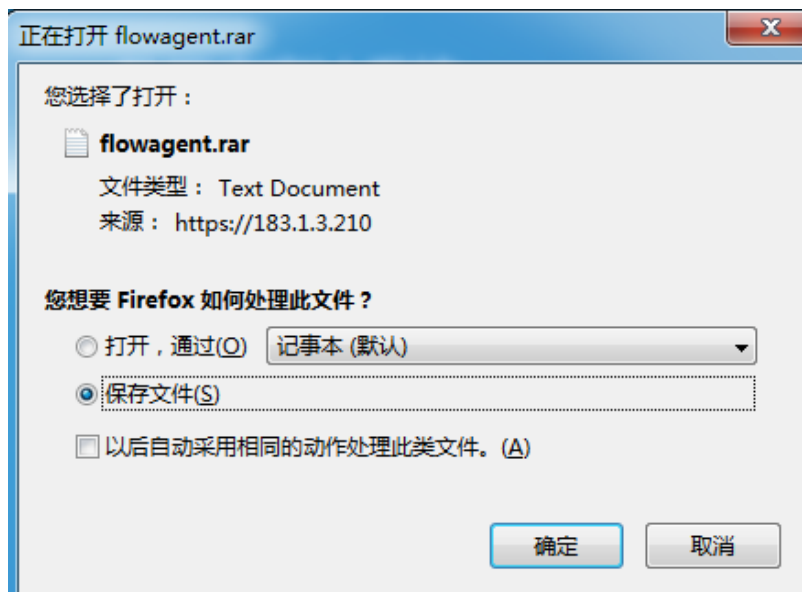 正在打开 flowagent.rar
您选择了打开：
flowagent.rar
文件类型： Text Document
来源： https://183.1.3.210
您想要 Firefox 如何处理此文件？
打开，通过(O) 记事本 (默认)
保存文件(S)
以后自动采用相同的动作处理此类文件。(A)
确定 取消